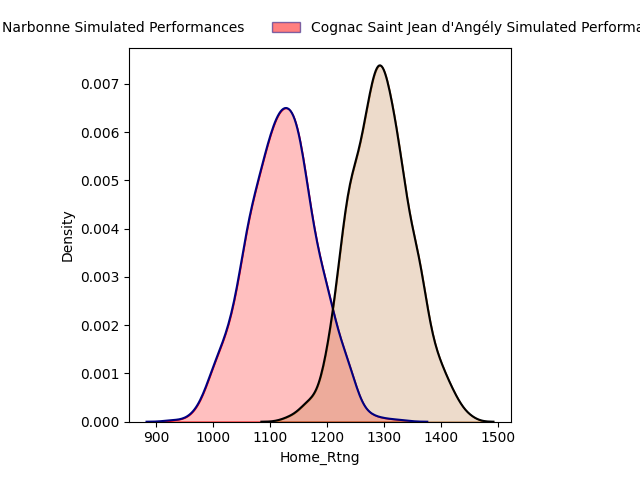 Narbonne Simulated Performances
Cognac Saint Jean d'Angély Simulated
0.007
0.006
0.005
0.004
0.003
0.002
0.001
0.000
Density
900 1000 1100 1200 1300 1400 1500
Home_Rtng